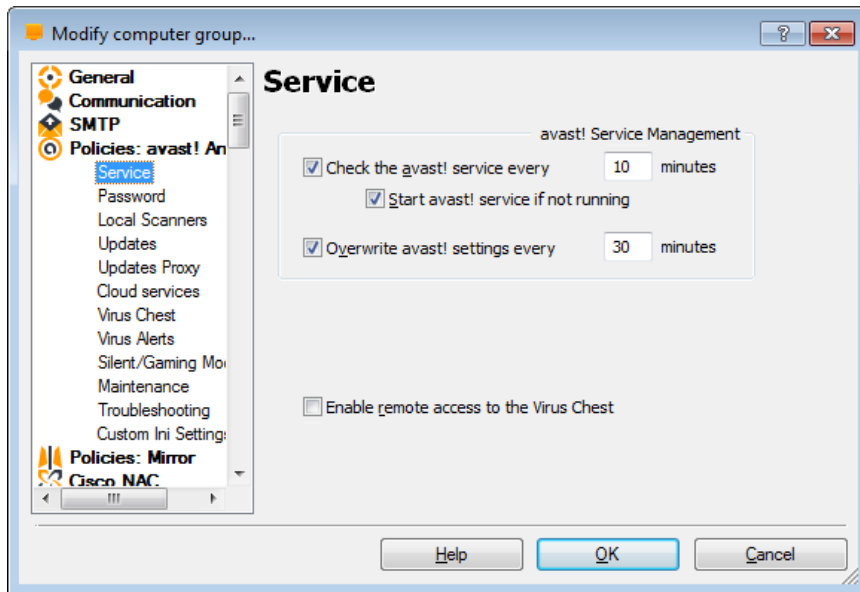 Modify computer group...
General
Communication
SMTP
Policies: avast! An
Service
Password
Local Scanners
Updates
Updates Proxy
Cloud services
Virus Chest
Virus Alerts
Silent/Gaming Mo
Maintenance
Troubleshooting
Custom Ini Setting
Policies: Mirror
Cisco NAC
Service
avast! Service Management
Check the avast! service every 10 minutes
Start avast! service if not running
Overwrite avast! settings every 30 minutes
Enable remote access to the Virus Chest
Help OK Cancel